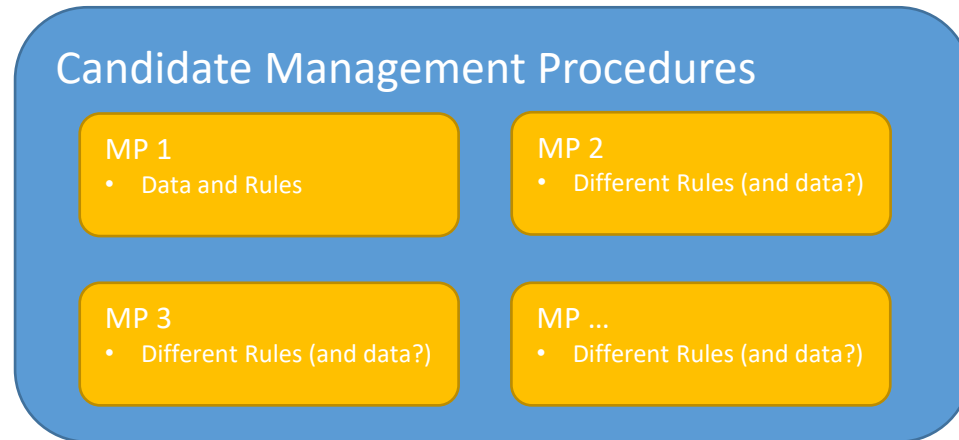 Candidate Management Procedures
MP 1
• Data and Rules
MP 2
• Different Rules (and data?)
MP 3
• Different Rules (and data?)
MP …
• Different Rules (and data?)